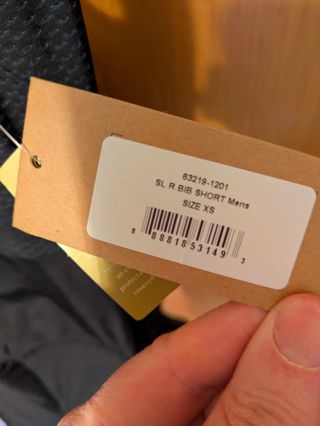 63219-1201
SL R BIB SHORT Mens
SIZE XS
8 88818 53149 3